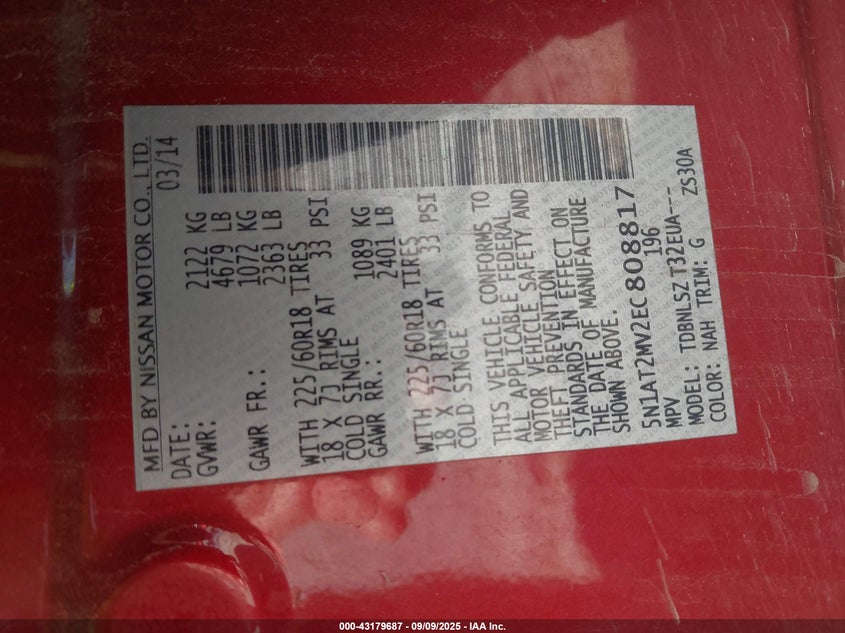 MFD BY NISSAN MOTOR CO., LTD.
DATE: 03/14
GVWR: 2122 KG
4679 LB
GAWR FR.: 1072 KG
2363 LB
WITH 225/60R18 TIRES
18 X 7J RIMS AT 33 PSI
COLD SINGLE
GAWR RR.: 1089 KG
2401 LB
WITH 225/60R18 TIRES
18 X 7J RIMS AT 33 PSI
COLD SINGLE
THIS VEHICLE CONFORMS TO
ALL APPLICABLE FEDERAL
MOTOR VEHICLE SAFETY AND
THEFT PREVENTION
STANDARDS IN EFFECT ON
THE DATE OF MANUFACTURE
SHOWN ABOVE.
5N1AT2MV2EC808817
MPV 196
MODEL: TDBNLSZ T32EUA---
COLOR: NAH TRIM: G ZS30A
000-43179687 - 09/09/2025 - IAA Inc.